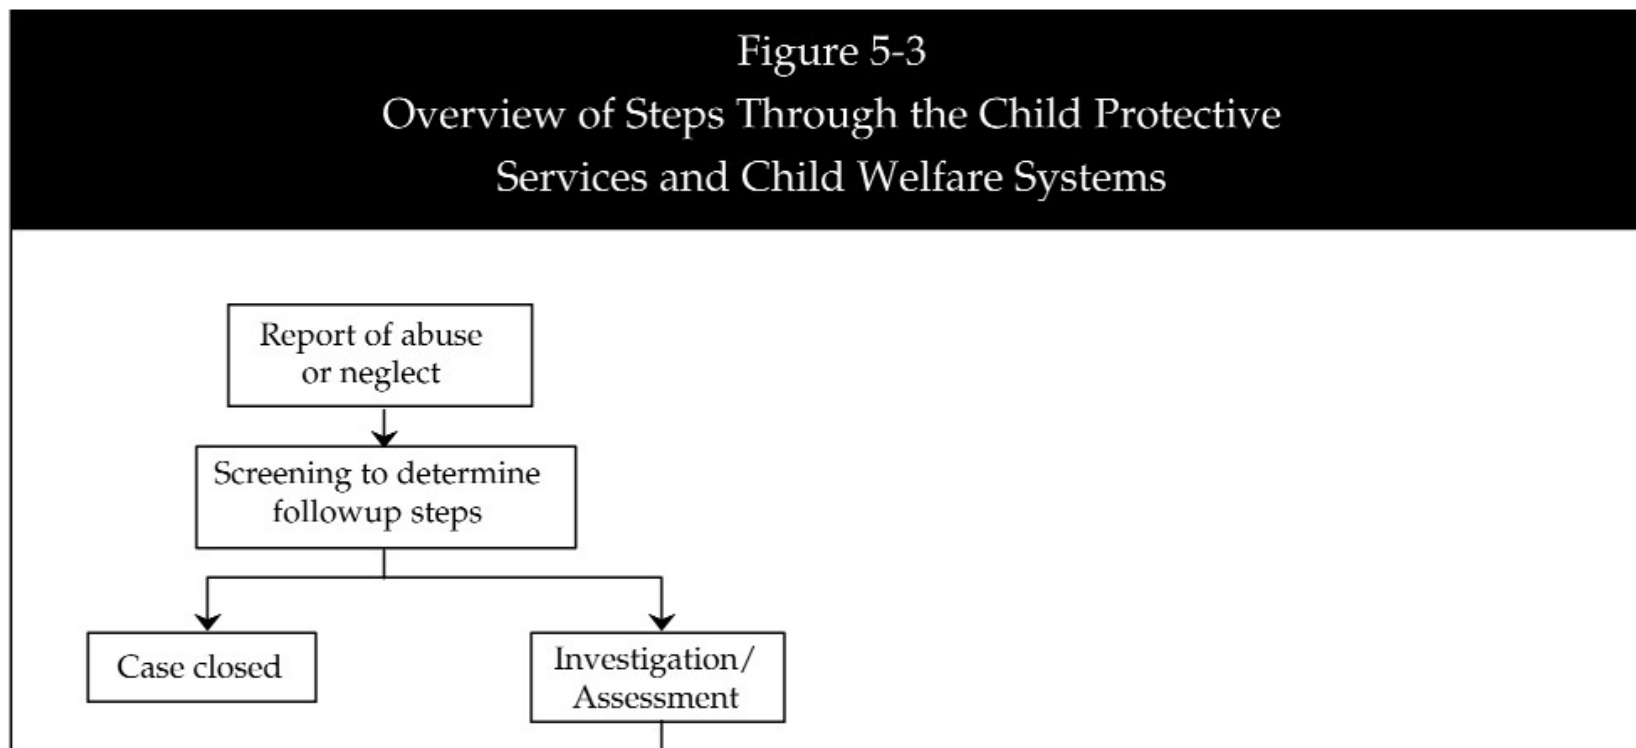 Figure 5-3
Overview of Steps Through the Child Protective
Services and Child Welfare Systems
Report of abuse
or neglect
Screening to determine
followup steps
Case closed
Investigation/
Assessment